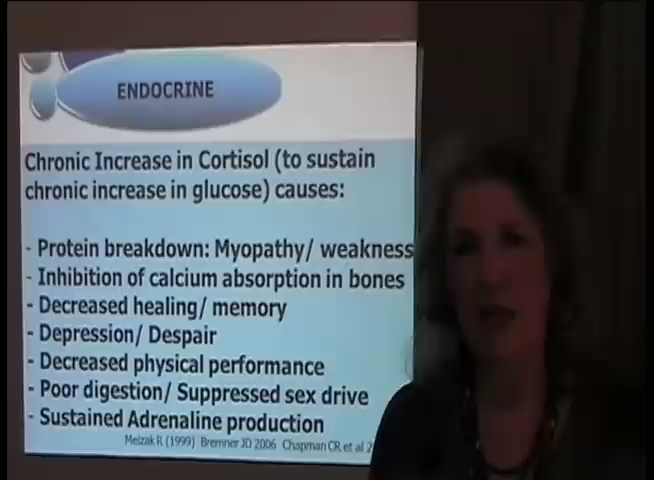 ENDOCRINE
Chronic Increase in Cortisol (to sustain
chronic increase in glucose) causes:
- Protein breakdown: Myopathy/ weakness
- Inhibition of calcium absorption in bones
- Decreased healing/ memory
- Depression/ Despair
- Decreased physical performance
- Poor digestion/ Suppressed sex drive
- Sustained Adrenaline production
Melzak R (1999) Bremner JD 2006 Chapman CR et al 2